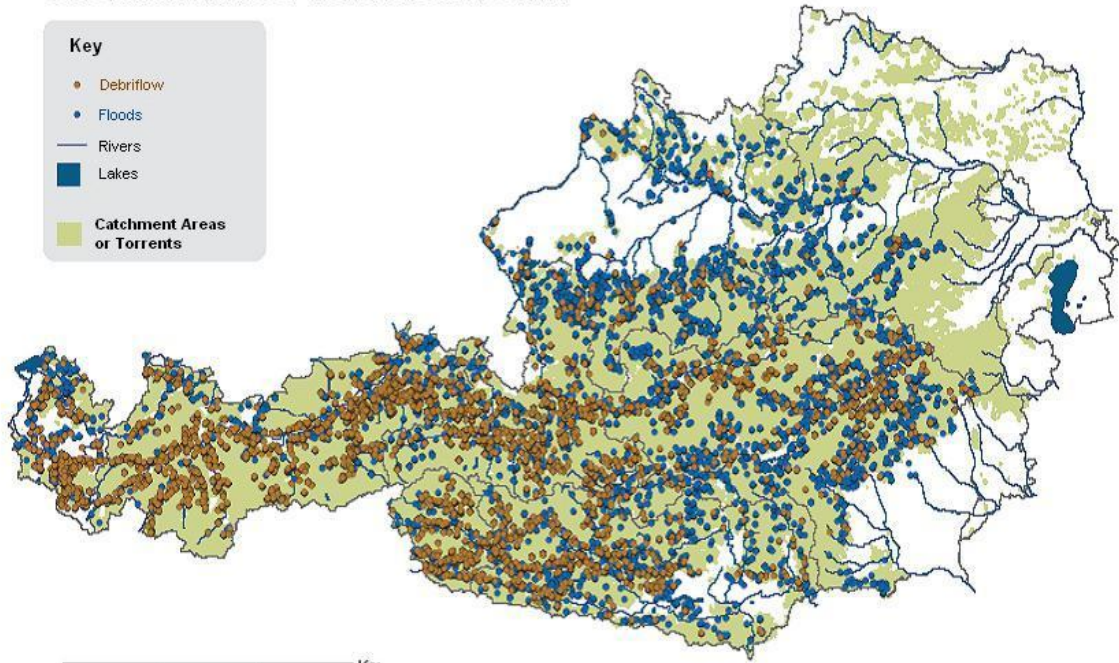 Key
Debriflow
Floods
Rivers
Lakes
Catchment Areas
or Torrents